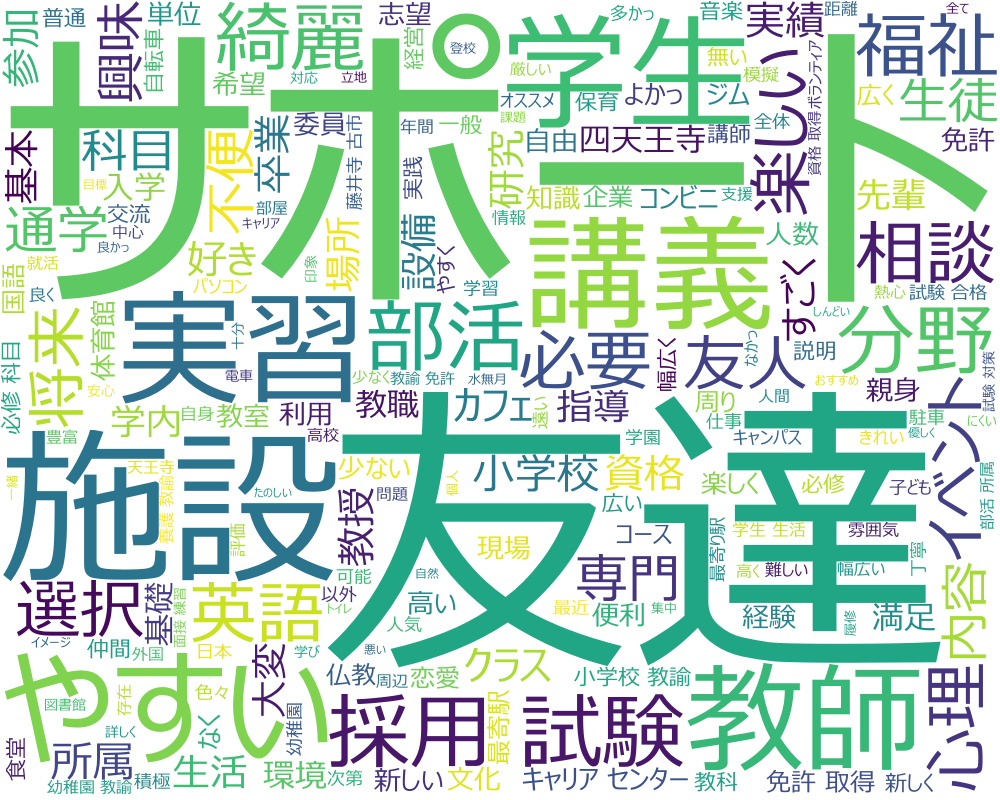 サポート
友達
施設
学生
講義
実習
やすい
教師
採用 試験
部活
綺麗
福祉
楽しい
相談
分野
必要
友人
英語
選択
専門
将来
不便
心理
イベント
内容
興味
科目
卒業
通学
基本
参加
普通
単位
自転車
志望
経営
希望
委員
多かっ
音楽
実績
距離
全て
登校
対応
立地
厳しい
オススメ
課題
保育
よかっ
無い
ジム
模擬
ボランティア
資格 取得
広く
生徒
免許
年間
一般
自由
四天王寺
講師
全体
先輩
研究
知識
企業
コンビニ
支援
情報
人数
目標
入学
交流
中心
良かっ
部屋
キャリア
藤井寺
古市
実践
設備
やすく
学習
場所
好き
パソコン
印象
国語
就活
良く
体育館
必修 科目
すごく
熱心
試験 合格
しんどい
説明
なかっ
幅広く
十分
電車
少なく
教諭 免許
水無月
安心
学内
自身
教室
利用
教職
カフェ
遠い
指導
周り
仕事
人間
おすすめ
親身
試験 対策
にくい
豊富
高校
学園
キャンパス
駐車
きれい
優しく
一緒
天王寺
養護 教諭
たのしい
少ない
教授
問題
個人
小学校
資格
広い
楽しく
必修
子ども
部活 所属
評価
現場
コース
最寄り駅
学生 生活
雰囲気
丁寧
可能
自然
高く
難しい
幅広い
基礎
面接 練習
以外
トイレ
高い
最近
便利
集中
経験
履修
満足
イメージ
仲間
外国
日本
学び
悪い
人気
大変
仏教
周辺
恋愛
クラス
小学校 教諭
図書館
存在
色々
幼稚園
最寄駅
食堂
所属
詳しく
なく
幼稚園 教諭
積極
生活
環境
次第
新しい
文化
キャリア センター
教科
免許 取得
新しく